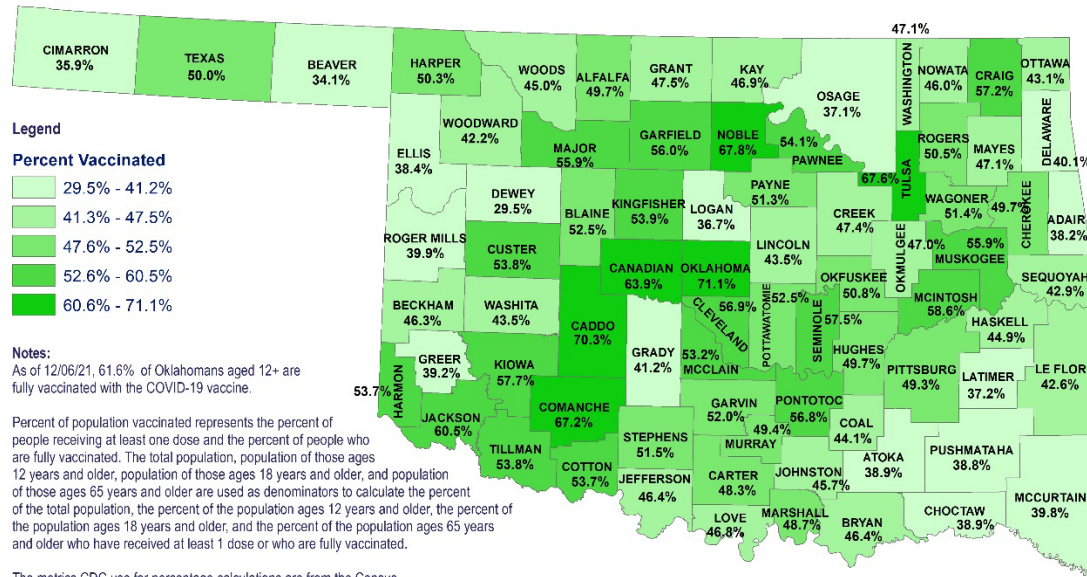 47.1%
CIMARRON
35.9%
TEXAS
50.0%
BEAVER
34.1%
HARPER
50.3%
WOODS
45.0%
ALFALFA
49.7%
GRANT
47.5%
KAY
46.9%
OSAGE
37.1%
WASHINGTON
NOWATA
46.0%
CRAIG
57.2%
OTTAWA
43.1%
Legend
Percent Vaccinated
29.5% - 41.2%
41.3% - 47.5%
47.6% - 52.5%
52.6% - 60.5%
60.6% - 71.1%
ELLIS
38.4%
WOODWARD
42.2%
MAJOR
55.9%
GARFIELD
56.0%
NOBLE
67.8%
54.1%
PAWNEE
67.6%
TULSA
ROGERS
50.5%
MAYES
47.1%
DELAWARE
40.1%
DEWEY
29.5%
BLAINE
52.5%
KINGFISHER
53.9%
LOGAN
36.7%
PAYNE
51.3%
CREEK
47.4%
WAGONER
51.4%
49.7%
CHEROKEE
ADAIR
38.2%
ROGER MILLS
39.9%
CUSTER
53.8%
CANADIAN
63.9%
OKLAHOMA
71.1%
LINCOLN
43.5%
OKMULGEE
47.0%
55.9%
MUSKOGEE
SEQUOYAH
42.9%
BECKHAM
46.3%
WASHITA
43.5%
CADDO
70.3%
GRADY
41.2%
56.9%
CLEVELAND
POTTAWATOMIE
52.5%
SEMINOLE
57.5%
OKFUSKEE
50.8%
MCINTOSH
58.6%
HASKELL
44.9%
LE FLOR
42.6%
GREER
39.2%
KIOWA
57.7%
53.2%
MCCLAIN
HUGHES
49.7%
PITTSBURG
49.3%
LATIMER
37.2%
53.7%
HARMON
JACKSON
60.5%
COMANCHE
67.2%
GARVIN
52.0%
PONTOTOC
56.8%
TILLMAN
53.8%
COTTON
53.7%
STEPHENS
51.5%
49.4%
MURRAY
COAL
44.1%
ATOKA
38.9%
PUSHMATAHA
38.8%
JEFFERSON
46.4%
CARTER
48.3%
JOHNSTON
45.7%
MCCURTAIN
39.8%
LOVE
46.8%
MARSHALL
48.7%
BRYAN
46.4%
CHOCTAW
38.9%
Notes:
As of 12/06/21, 61.6% of Oklahomans aged 12+ are
fully vaccinated with the COVID-19 vaccine.
Percent of population vaccinated represents the percent of
people receiving at least one dose and the percent of people who
are fully vaccinated. The total population, population of those ages
12 years and older, population of those ages 18 years and older, and population
of those ages 65 years and older are used as denominators to calculate the percent
of the total population, the percent of the population ages 12 years and older, the percent of
the population ages 18 years and older, and the percent of the population ages 65 years
and older who have received at least 1 dose or who are fully vaccinated.
The metrics CDC use for percentage calculations are from the Census